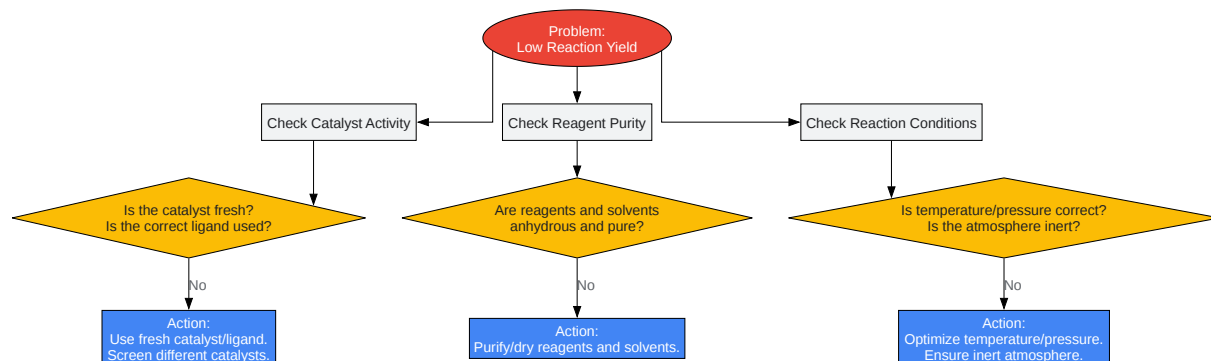 Problem:
Low Reaction Yield
Check Catalyst Activity
Check Reagent Purity
Check Reaction Conditions
Is the catalyst fresh?
Is the correct ligand used?
Are reagents and solvents
anhydrous and pure?
Is temperature/pressure correct?
Is the atmosphere inert?
No
No
No
Action:
Use fresh catalyst/ligand.
Screen different catalysts.
Action:
Purify/dry reagents and solvents.
Action:
Optimize temperature/pressure.
Ensure inert atmosphere.